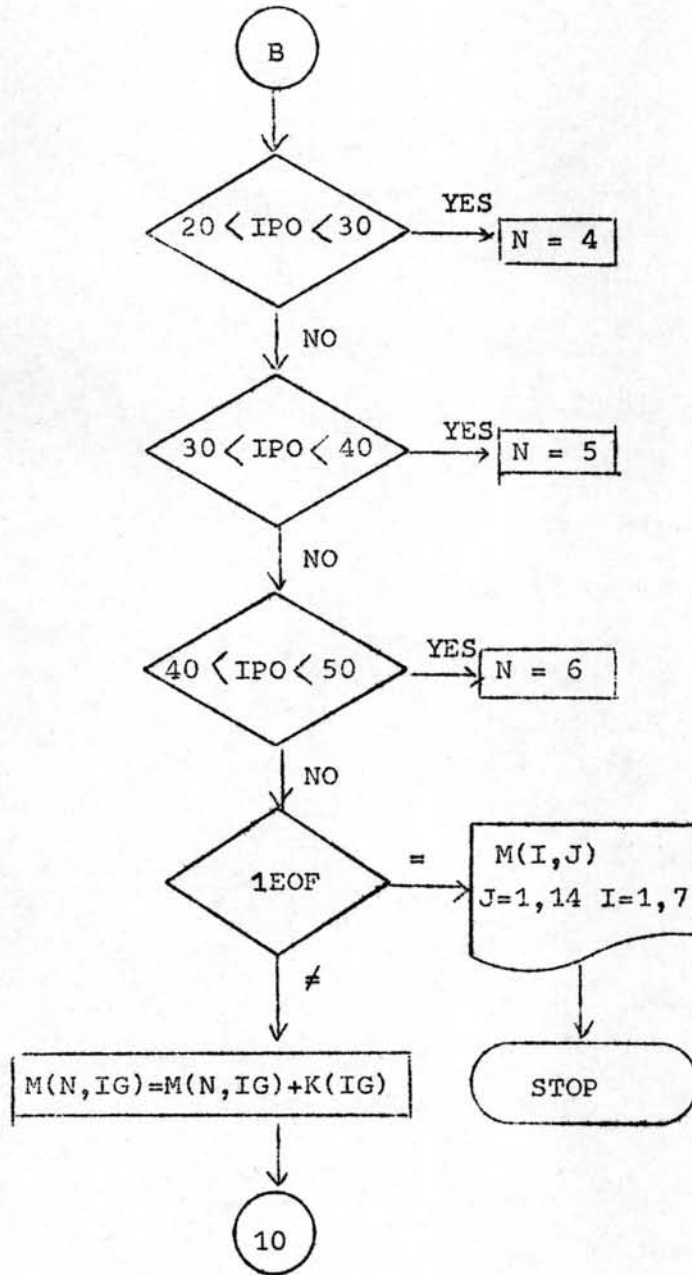 B
20 < IPO < 30
YES
N = 4
NO
30 < IPO < 40
YES
N = 5
NO
40 < IPO < 50
YES
N = 6
NO
1EOF
=
M(I,J)
J=1,14 I=1,7
≠
M(N,IG)=M(N,IG)+K(IG)
STOP
10